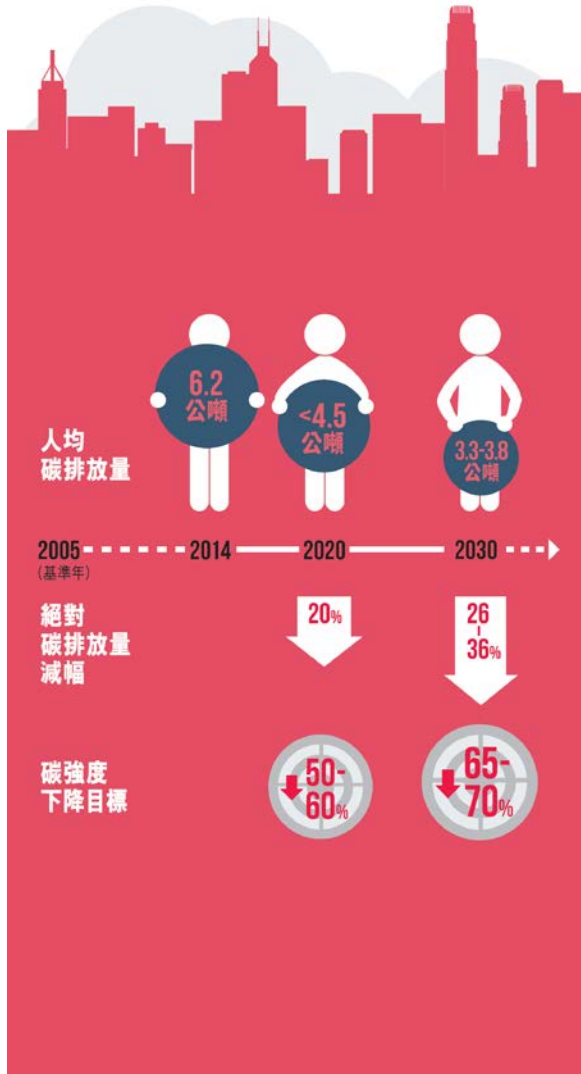 人均
碳排放量
6.2
公噸
<4.5
公噸
3.3-3.8
公噸
2005 2014 2020 2030
(基準年)
絕對
碳排放量
減幅
20%
26
-
36%
碳強度
下降目標
50-
60%
65-
70%